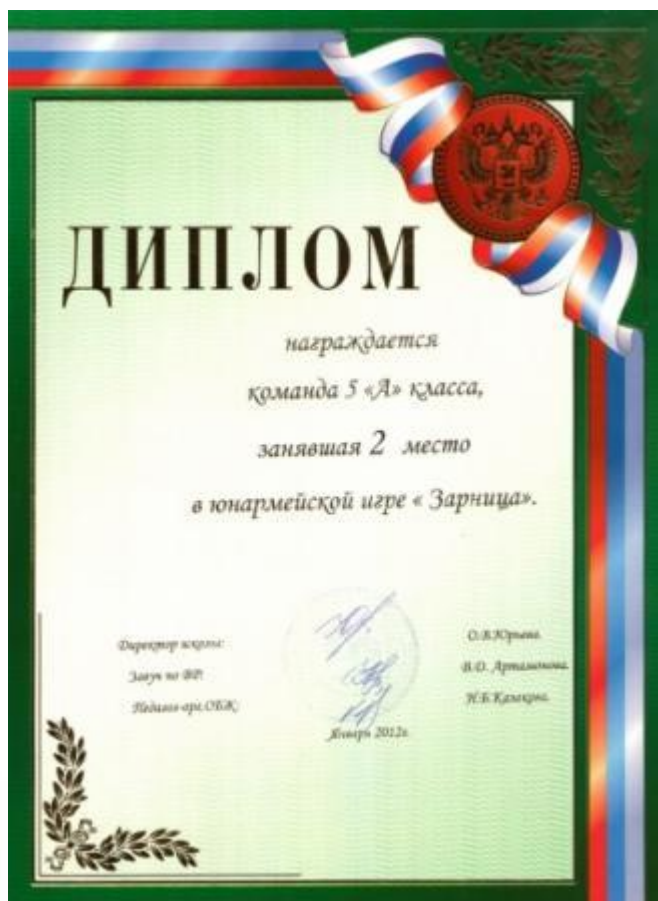 ДИПЛОМ
награждается
команда 5 «А» класса,
занявшая 2 место
в юнармейской игре « Зарница».
Директор школы: О.В.Юрьева.
Завуч по ВР: В.О. Артамонова.
Педагог-орг.ОБЖ: Н.Б.
Январь 2012г.